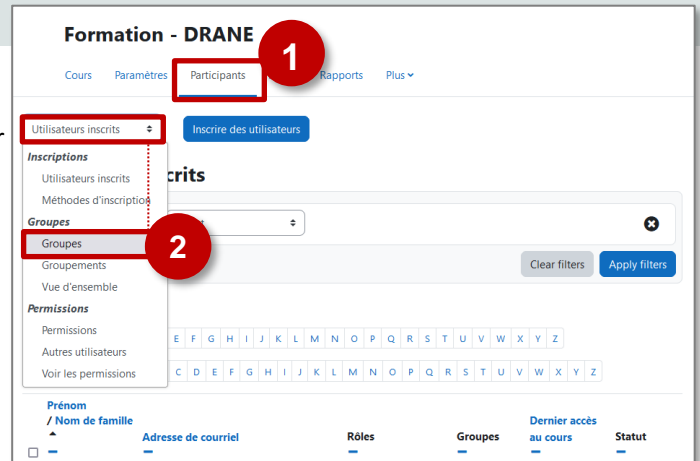 Formation - DRANE
1
Cours Paramètres Participants Rapports Plus
r
Utilisateurs inscrits Inscrire des utilisateurs
Inscriptions
crits
Utilisateurs inscrits
Méthodes d'inscription
Groupes
Groupes
2
Groupements
Clear filters Apply filters
Vue d'ensemble
Permissions
Permissions
E F G H I J K L M N O P Q R S T U V W X Y Z
Autres utilisateurs
Voir les permissions
C D E F G H I J K L M N O P Q R S T U V W X Y Z
Prénom
/ Nom de famille
Adresse de courriel Rôles Groupes Dernier accès au cours Statut